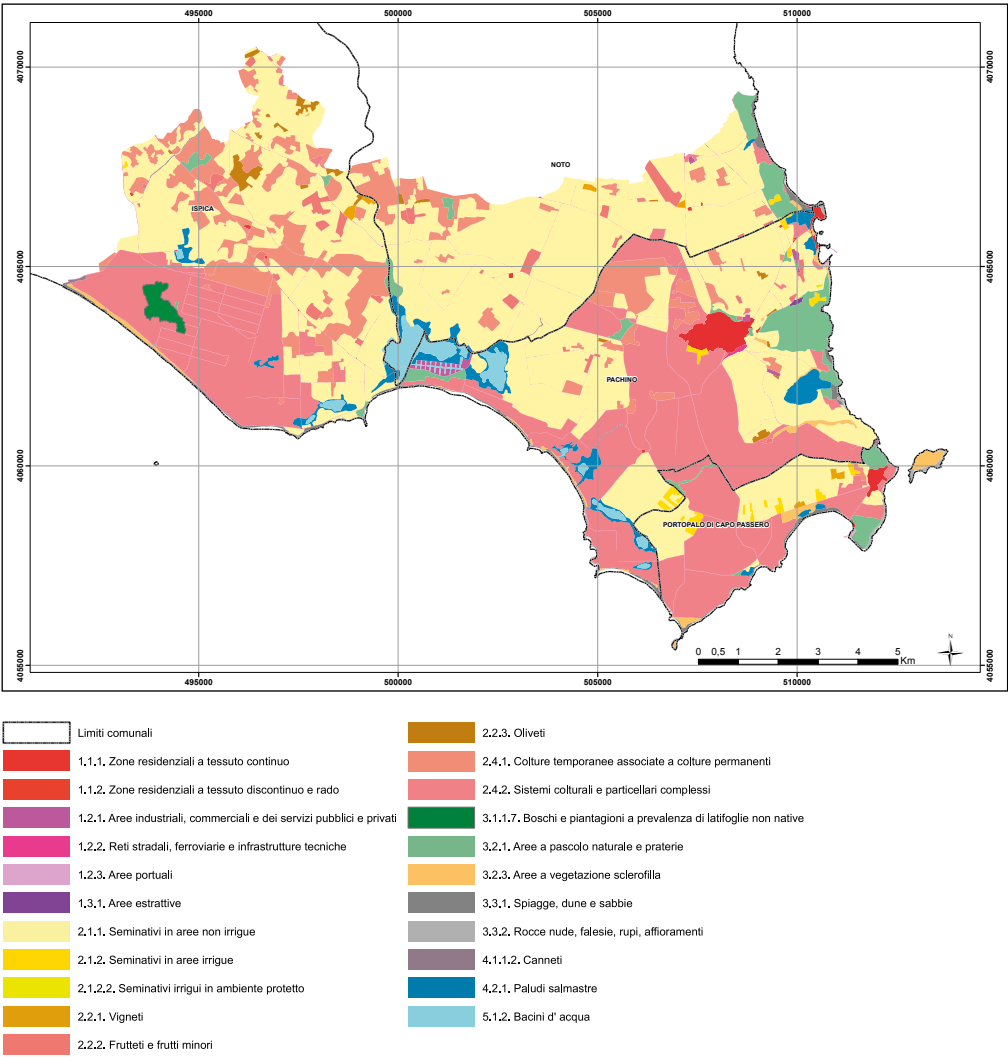 495000
500000
505000
510000
4070000
4070000
NOTO
ISPICA
4065000
4065000
PACHINO
4060000
4060000
PORTOPALO DI CAPO PASSERO
N
0 0,5 1 2 3 4 5
Km
4055000
4055000
495000
500000
505000
510000
Limiti comunali
1.1.1. Zone residenziali a tessuto continuo
1.1.2. Zone residenziali a tessuto discontinuo e rado
1.2.1. Aree industriali, commerciali e dei servizi pubblici e privati
1.2.2. Reti stradali, ferroviarie e infrastrutture tecniche
1.2.3. Aree portuali
1.3.1. Aree estrattive
2.1.1. Seminativi in aree non irrigue
2.1.2. Seminativi in aree irrigue
2.1.2.2. Seminativi irrigui in ambiente protetto
2.2.1. Vigneti
2.2.2. Frutteti e frutti minori
2.2.3. Oliveti
2.4.1. Colture temporanee associate a colture permanenti
2.4.2. Sistemi colturali e particellari complessi
3.1.1.7. Boschi e piantagioni a prevalenza di latifoglie non native
3.2.1. Aree a pascolo naturale e praterie
3.2.3. Aree a vegetazione sclerofilla
3.3.1. Spiagge, dune e sabbie
3.3.2. Rocce nude, falesie, rupi, affioramenti
4.1.1.2. Canneti
4.2.1. Paludi salmastre
5.1.2. Bacini d' acqua